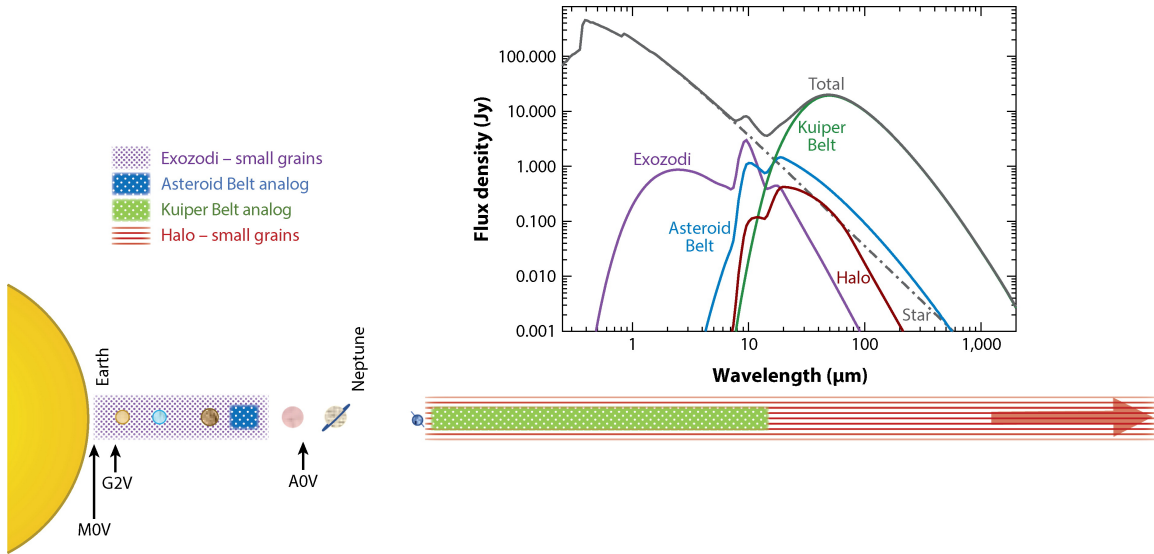 Exozodi – small grains
Asteroid Belt analog
Kuiper Belt analog
Halo – small grains
Flux density (Jy)
100.000
10.000
1.000
0.100
0.010
0.001
Total
Kuiper
Belt
Exozodi
Asteroid
Belt
Halo
Star
1
10
100
1,000
Wavelength (μm)
Earth
Neptune
G2V
A0V
M0V